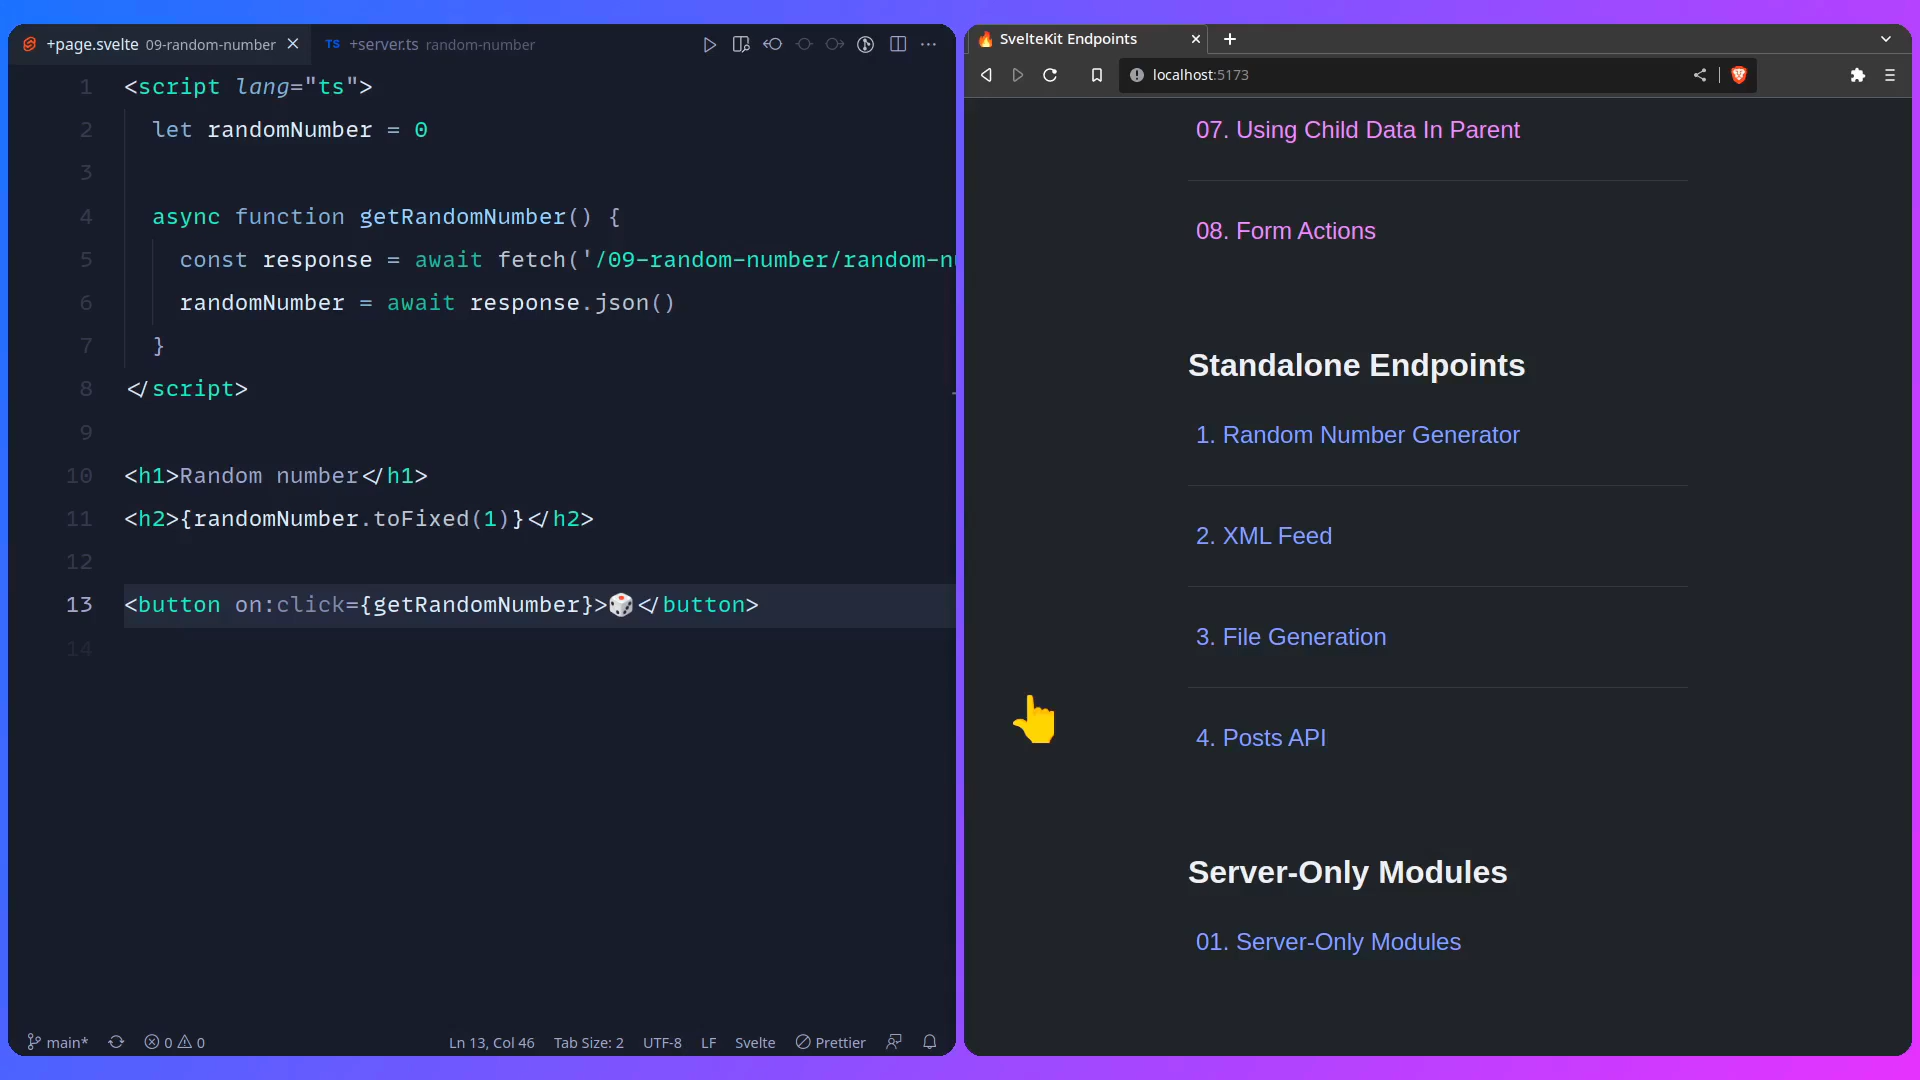 +page.svelte 09-random-number
TS +server.ts random-number
1 <script lang="ts">
2 let randomNumber = 0
3
4 async function getRandomNumber() {
5 const response = await fetch('/09-random-number/random-nu
6 randomNumber = await response.json()
7 }
8 </script>
9
10 <h1>Random number</h1>
11 <h2>{randomNumber.toFixed(1)}</h2>
12
13 <button on:click={getRandomNumber}>🎲</button>
14
main* 0 0 Ln 13, Col 46 Tab Size: 2 UTF-8 LF Svelte Prettier
SvelteKit Endpoints
localhost:5173
07. Using Child Data In Parent
08. Form Actions
Standalone Endpoints
1. Random Number Generator
2. XML Feed
3. File Generation
4. Posts API
Server-Only Modules
01. Server-Only Modules